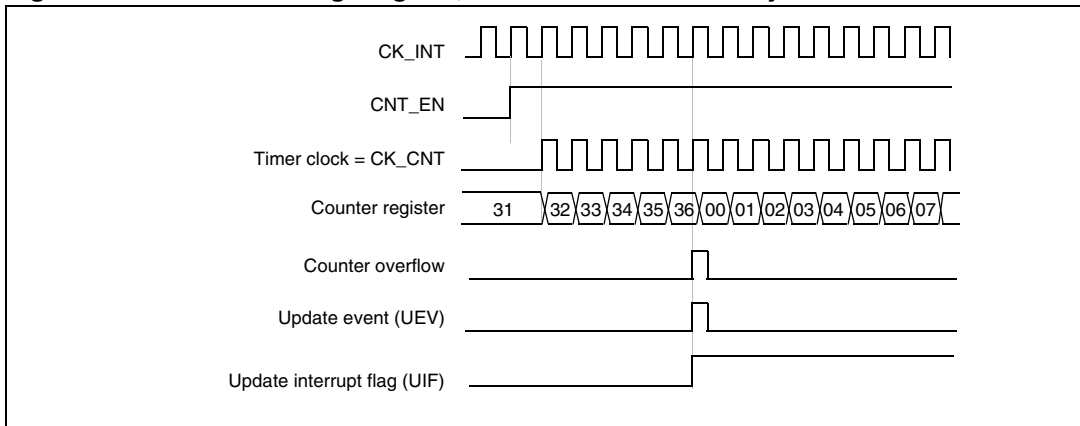 CK_INT
CNT_EN
Timer clock = CK_CNT
Counter register 31 32 33 34 35 36 00 01 02 03 04 05 06 07
Counter overflow
Update event (UEV)
Update interrupt flag (UIF)